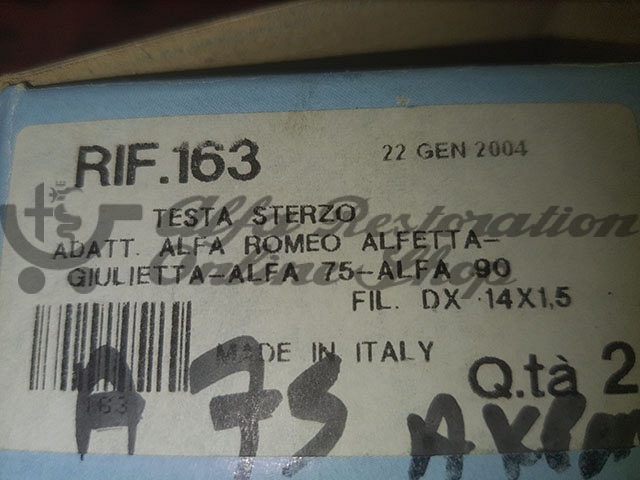 RIF.163 22 GEN 2004
TESTA STERZO
ADATT. ALFA ROMEO ALFETTA-
GIULIETTA-ALFA 75-ALFA 90
FIL. DX 14X1,5
MADE IN ITALY
Q.tà 2
163
A 75
Alfa Restoration
Online Shop